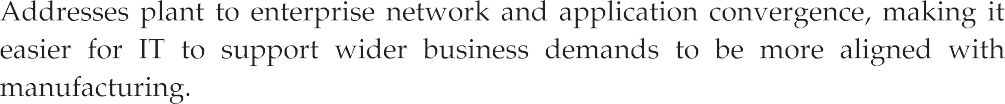 Addresses plant to enterprise network and application convergence, making it
easier for IT to support wider business demands to be more aligned with
manufacturing.